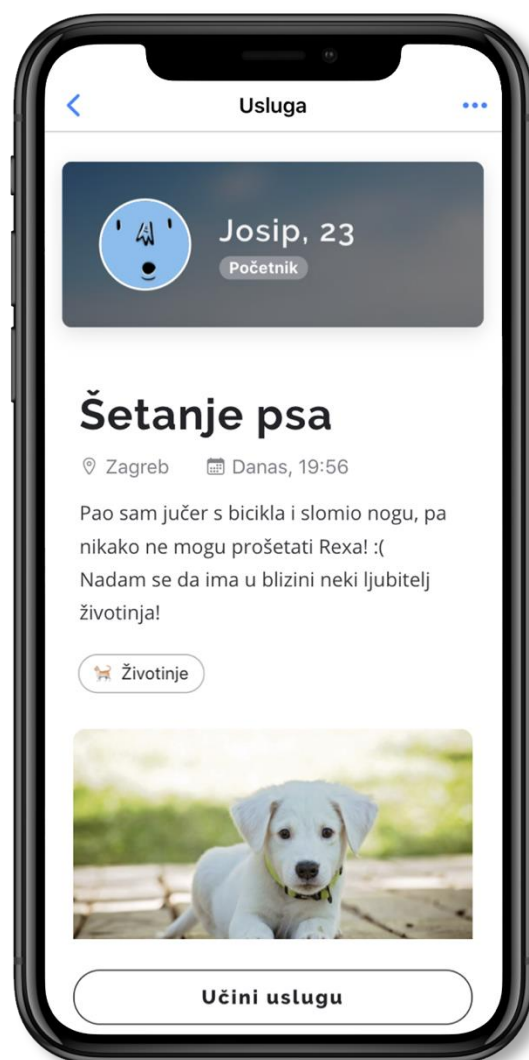 Usluga
Josip, 23
Početnik
Šetanje psa
Zagreb
Danas, 19:56
Pao sam jučer s bicikla i slomio nogu, pa
nikako ne mogu prošetati Rexa! :(
Nadam se da ima u blizini neki ljubitelj
životinja!
Životinje
Učini uslugu